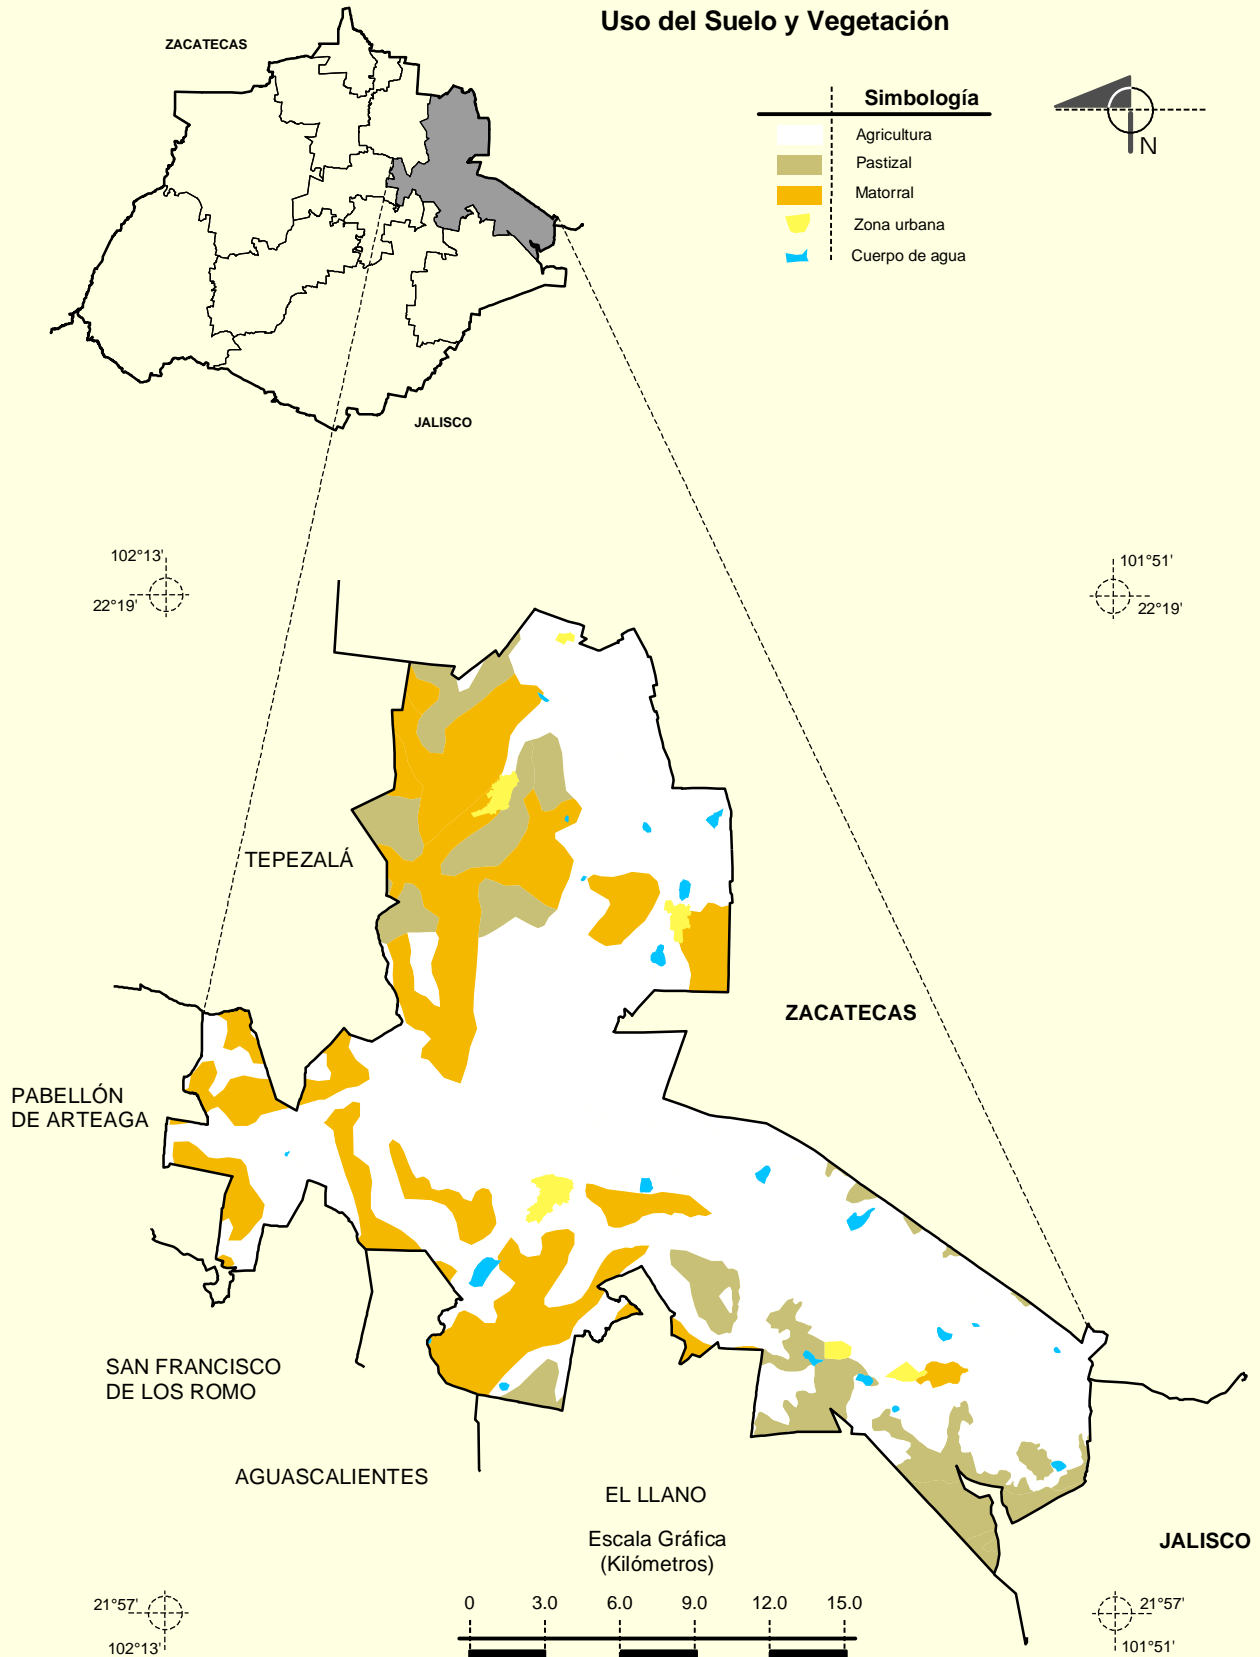 Uso del Suelo y Vegetación
ZACATECAS
JALISCO
Simbología
Agricultura
Pastizal
Matorral
Zona urbana
Cuerpo de agua
N
102°13'
22°19'
101°51'
22°19'
TEPEZALÁ
ZACATECAS
PABELLÓN
DE ARTEAGA
SAN FRANCISCO
DE LOS ROMO
AGUASCALIENTES
EL LLANO
JALISCO
Escala Gráfica
(Kilómetros)
0 3.0 6.0 9.0 12.0 15.0
21°57'
102°13'
21°57'
101°51'